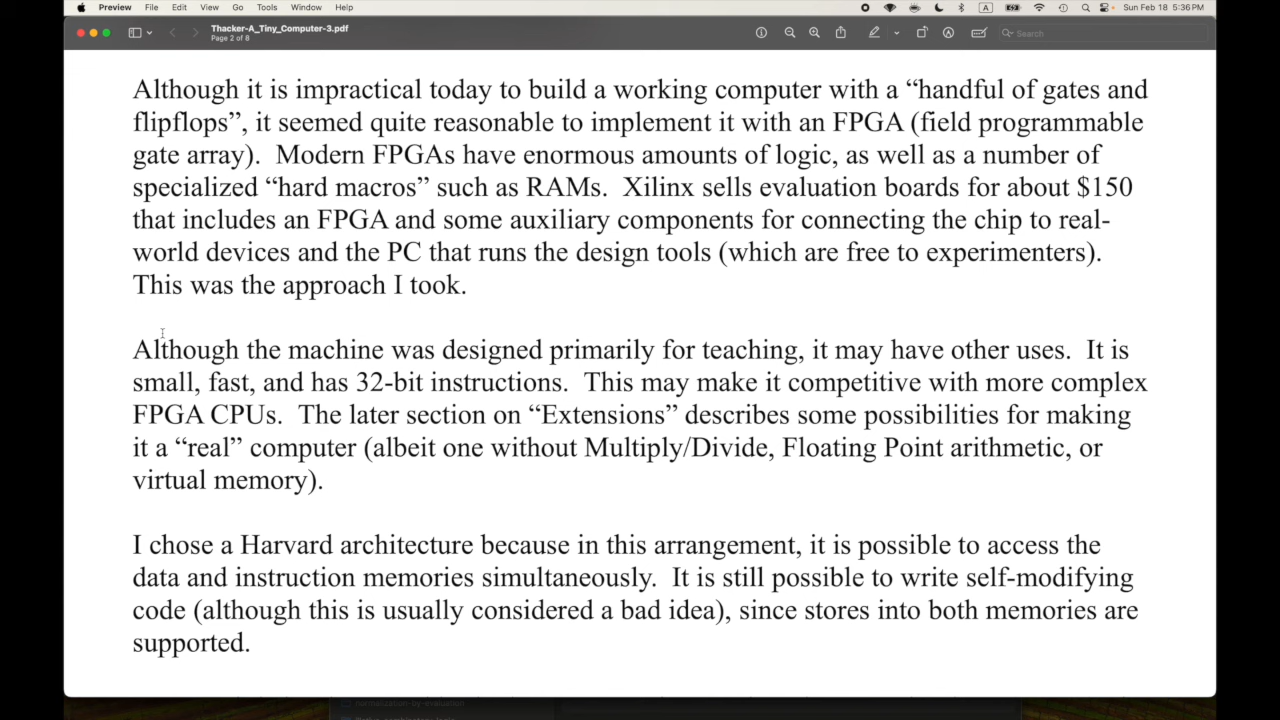 Preview File Edit View Go Tools Window Help A Sun Feb 18 5:36 PM
Thacker-A_Tiny_Computer-3.pdf
Page 2 of 8
Search
Although it is impractical today to build a working computer with a “handful of gates and
flipflops”, it seemed quite reasonable to implement it with an FPGA (field programmable
gate array).  Modern FPGAs have enormous amounts of logic, as well as a number of
specialized “hard macros” such as RAMs.  Xilinx sells evaluation boards for about $150
that includes an FPGA and some auxiliary components for connecting the chip to real-
world devices and the PC that runs the design tools (which are free to experimenters).
This was the approach I took.
Although the machine was designed primarily for teaching, it may have other uses.  It is
small, fast, and has 32-bit instructions.  This may make it competitive with more complex
FPGA CPUs.  The later section on “Extensions” describes some possibilities for making
it a “real” computer (albeit one without Multiply/Divide, Floating Point arithmetic, or
virtual memory).
I chose a Harvard architecture because in this arrangement, it is possible to access the
data and instruction memories simultaneously.  It is still possible to write self-modifying
code (although this is usually considered a bad idea), since stores into both memories are
supported.
normalization-by-evaluation